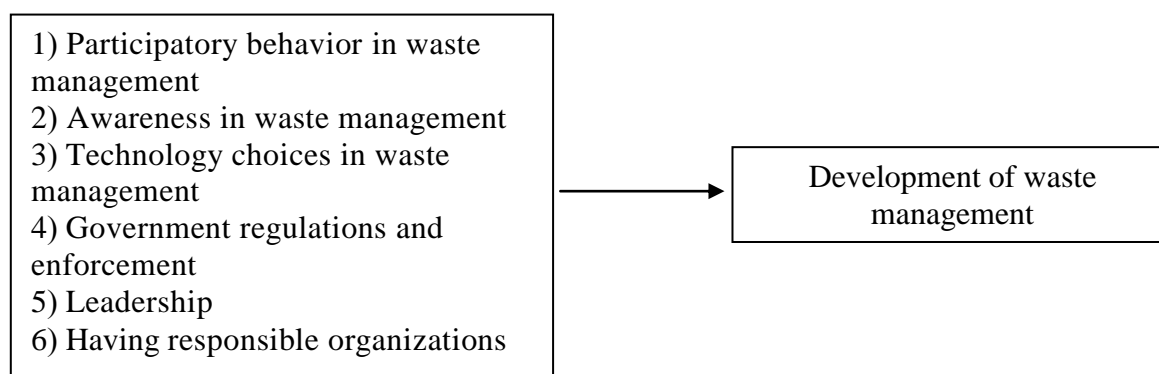 1) Participatory behavior in waste
management
2) Awareness in waste management
3) Technology choices in waste
management
4) Government regulations and
enforcement
5) Leadership
6) Having responsible organizations
Development of waste
management